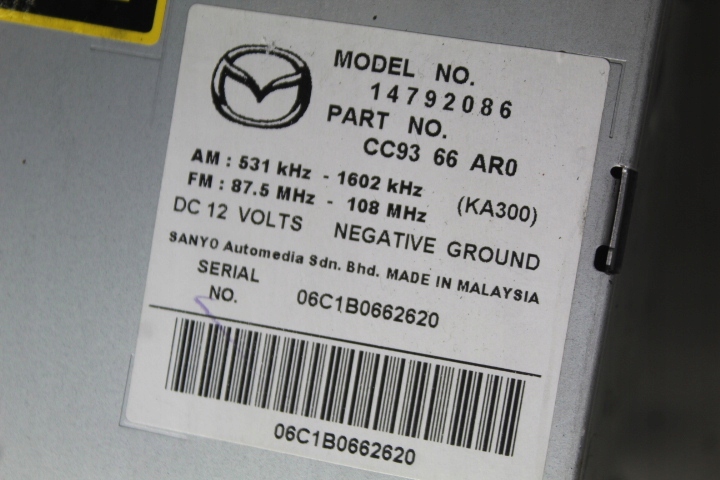 MODEL NO.
14792086
PART NO.
CC93 66 AR0
AM : 531 kHz - 1602 kHz
FM : 87.5 MHz - 108 MHz (KA300)
DC 12 VOLTS NEGATIVE GROUND
SANYO Automedia Sdn. Bhd. MADE IN MALAYSIA
SERIAL
NO. 06C1B0662620
06C1B0662620